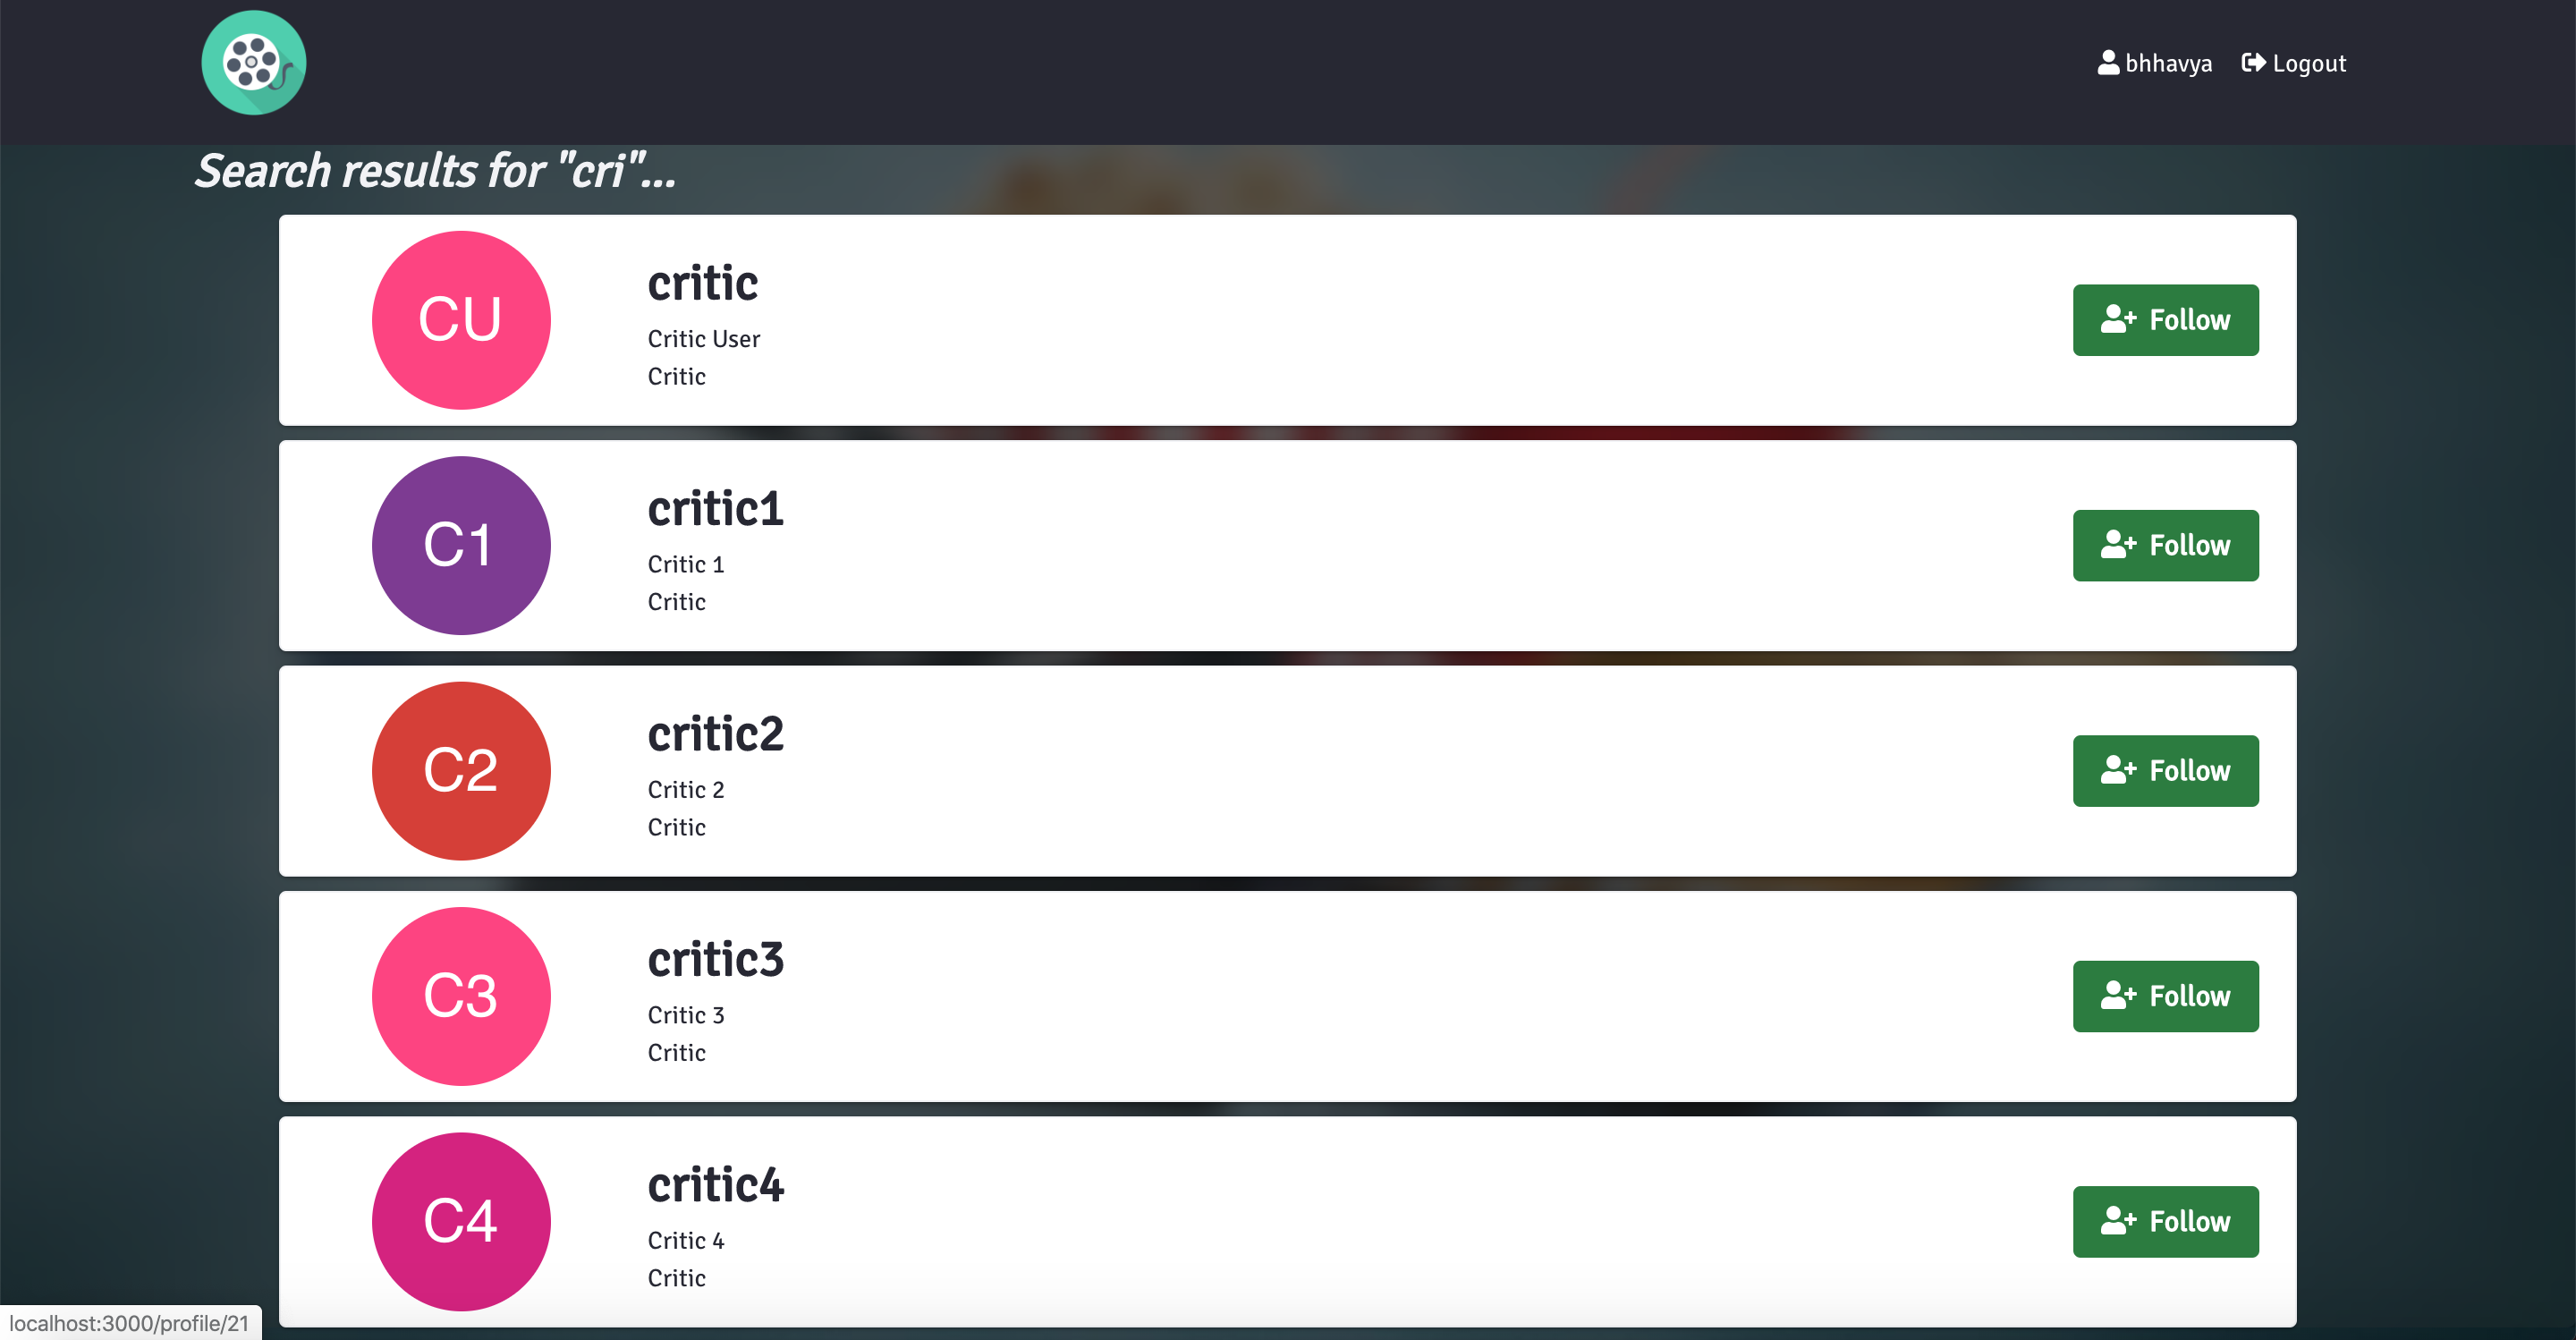 bhhavya Logout
Search results for "cri"...
CU
critic
Critic User
Critic
Follow
C1
critic1
Critic 1
Critic
Follow
C2
critic2
Critic 2
Critic
Follow
C3
critic3
Critic 3
Critic
Follow
C4
critic4
Critic 4
Critic
Follow
localhost:3000/profile/21